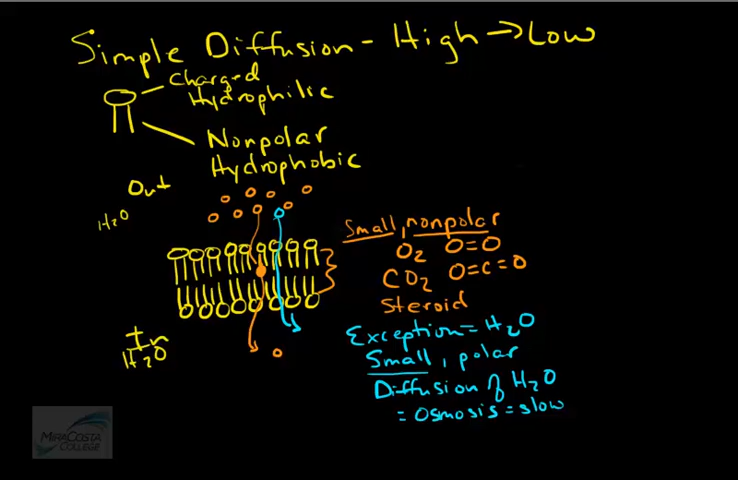 Simple Diffusion - High → Low
Charged
Hydrophilic
Nonpolar
Hydrophobic
Out
H2O
Small, nonpolar
O2 O=O
CO2 O=C=O
Steroid
In
H2O
Exception = H2O
Small, polar
Diffusion of H2O
= Osmosis = slow
MIRACOSTA
COLLEGE